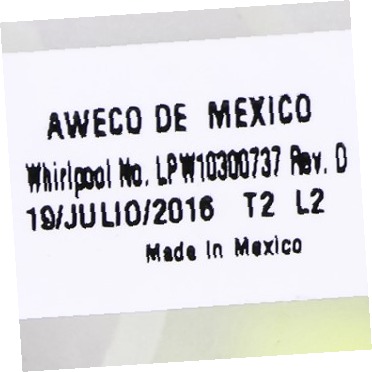 AWECO DE MEXICO
Whirlpool No. LPW10300737 Rev. D
19/JULIO/2016 T2 L2
Made In Mexico